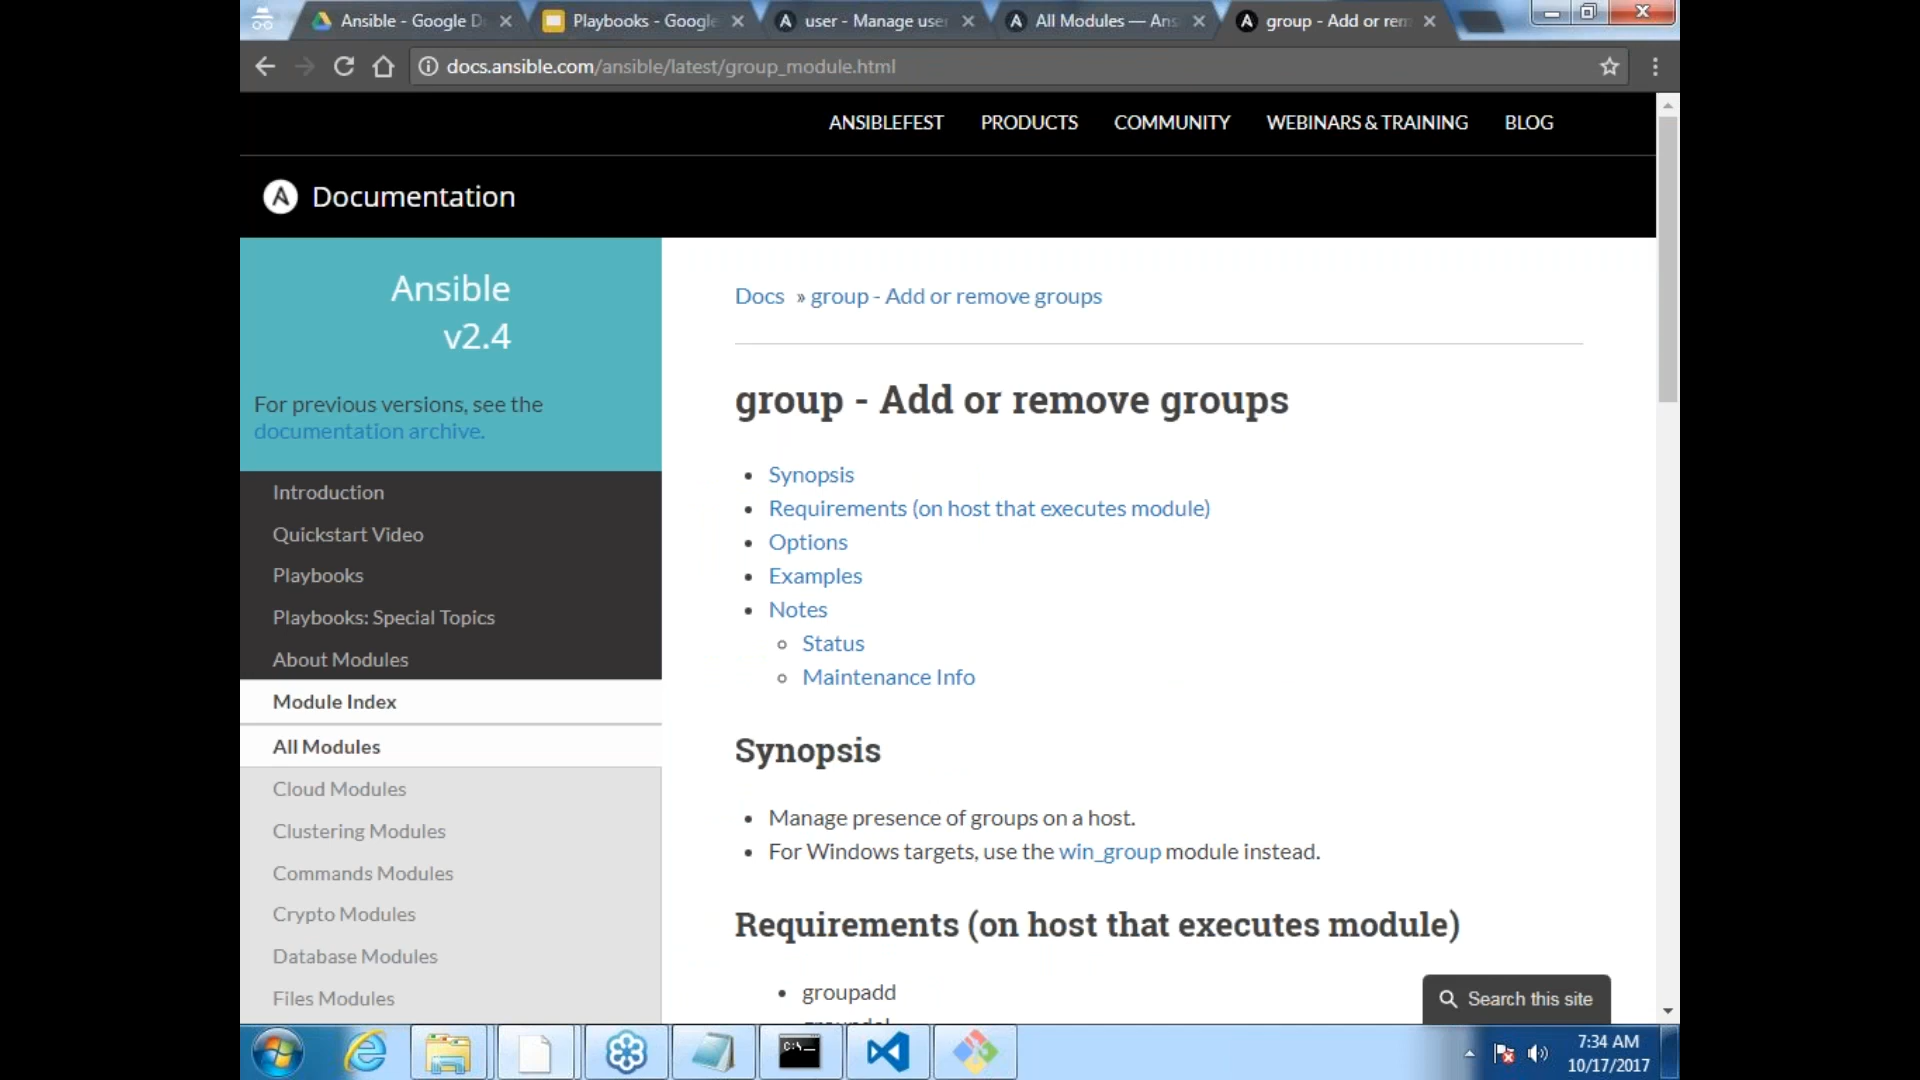 Ansible - Google D
Playbooks - Google
user - Manage user
All Modules — Ans
group - Add or rem
docs.ansible.com/ansible/latest/group_module.html
ANSIBLEFEST PRODUCTS COMMUNITY WEBINARS & TRAINING BLOG
Documentation
Ansible
v2.4
For previous versions, see the
documentation archive.
Introduction
Quickstart Video
Playbooks
Playbooks: Special Topics
About Modules
Module Index
All Modules
Cloud Modules
Clustering Modules
Commands Modules
Crypto Modules
Database Modules
Files Modules
Docs » group - Add or remove groups
group - Add or remove groups
Synopsis
Requirements (on host that executes module)
Options
Examples
Notes
Status
Maintenance Info
Synopsis
Manage presence of groups on a host.
For Windows targets, use the win_group module instead.
Requirements (on host that executes module)
groupadd
Search this site
C:\_
7:34 AM
10/17/2017